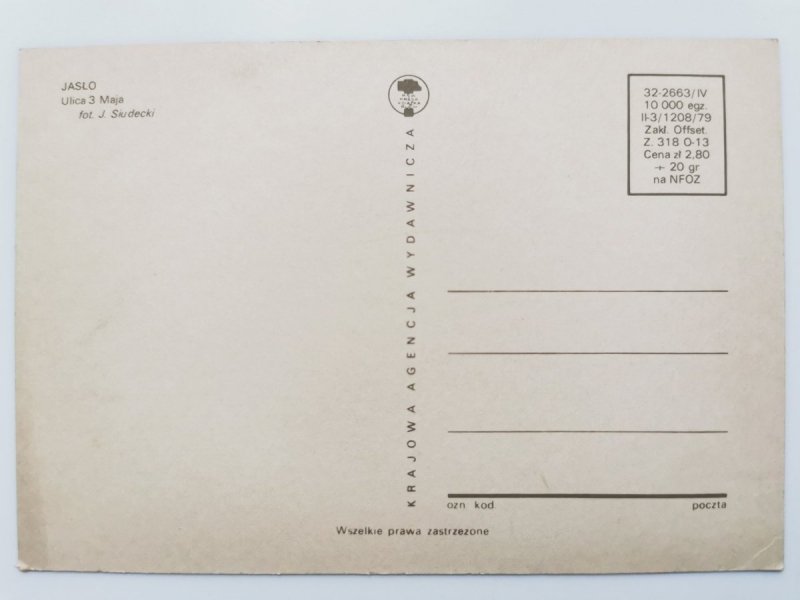 JASŁO
Ulica 3 Maja
fot. J. Siudecki
KRAJOWA AGENCJA WYDAWNICZA
32-2663/IV
10 000 egz.
II-3/1208/79
Zakł. Offset.
Z. 318 O-13
Cena zł 2,80
+ 20 gr
na NFOZ
ozn kod poczta
Wszelkie prawa zastrzeżone